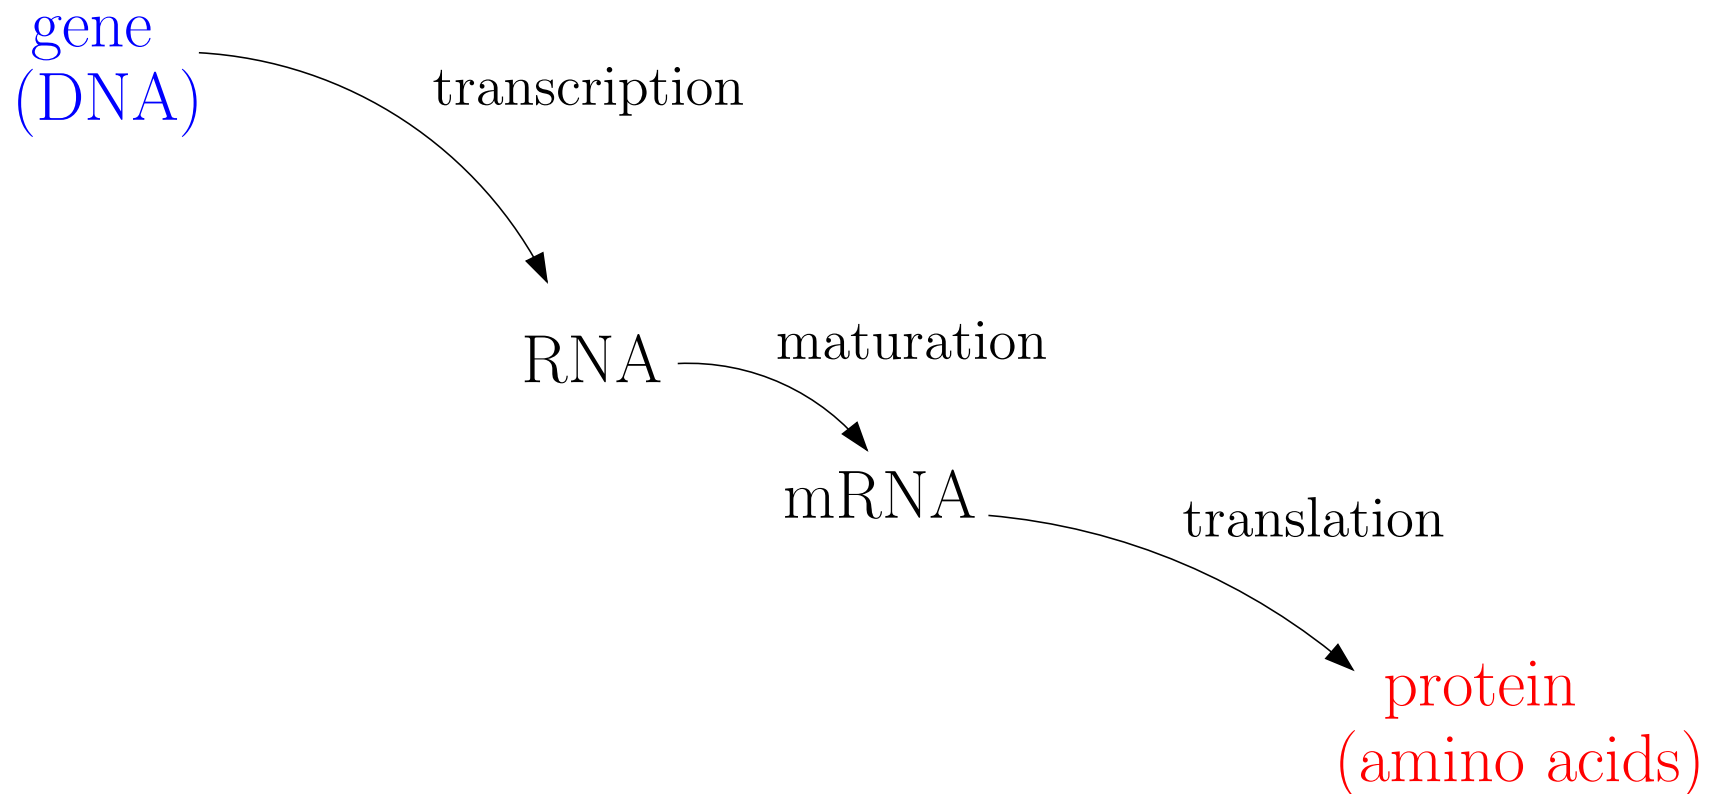 gene
(DNA)
transcription
RNA
maturation
mRNA
translation
protein
(amino acids)